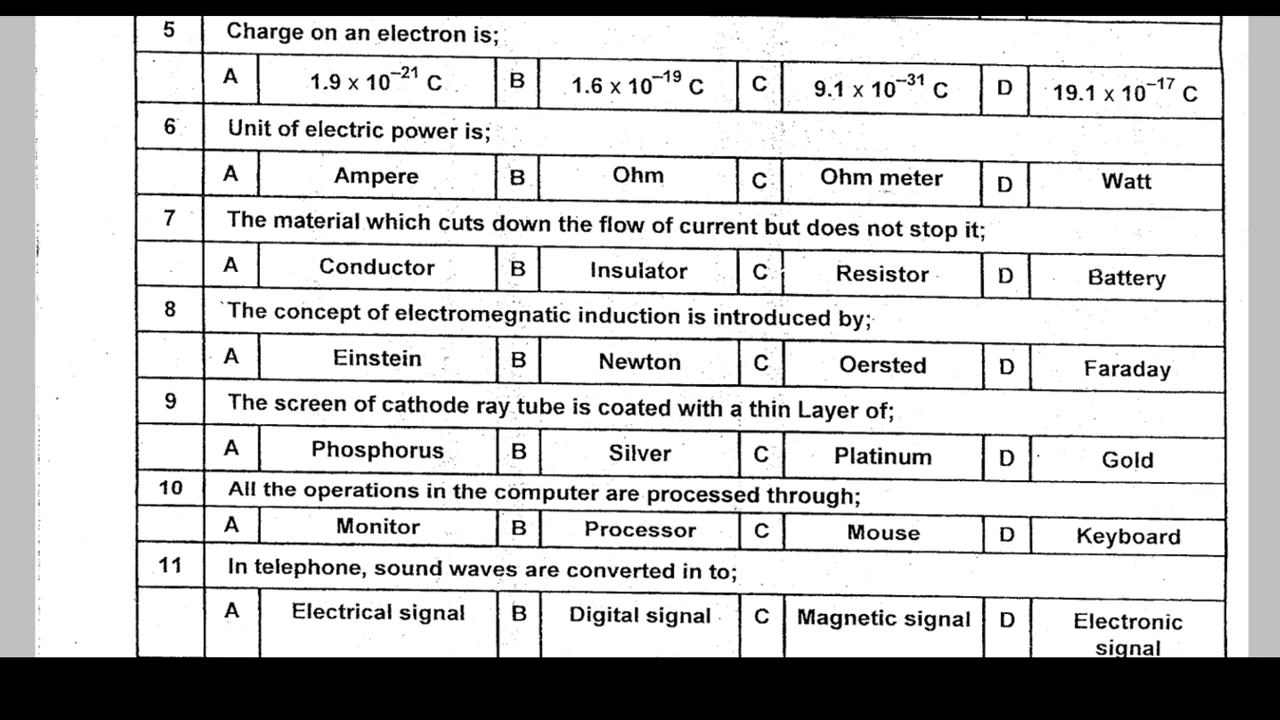 5 Charge on an electron is;
A 1.9 x 10⁻²¹ C B 1.6 x 10⁻¹⁹ C C 9.1 x 10⁻³¹ C D 19.1 x 10⁻¹⁷ C
6 Unit of electric power is;
A Ampere B Ohm C Ohm meter D Watt
7 The material which cuts down the flow of current but does not stop it;
A Conductor B Insulator C Resistor D Battery
8 The concept of electromegnatic induction is introduced by;
A Einstein B Newton C Oersted D Faraday
9 The screen of cathode ray tube is coated with a thin Layer of;
A Phosphorus B Silver C Platinum D Gold
10 All the operations in the computer are processed through;
A Monitor B Processor C Mouse D Keyboard
11 In telephone, sound waves are converted in to;
A Electrical signal B Digital signal C Magnetic signal D Electronic
signal